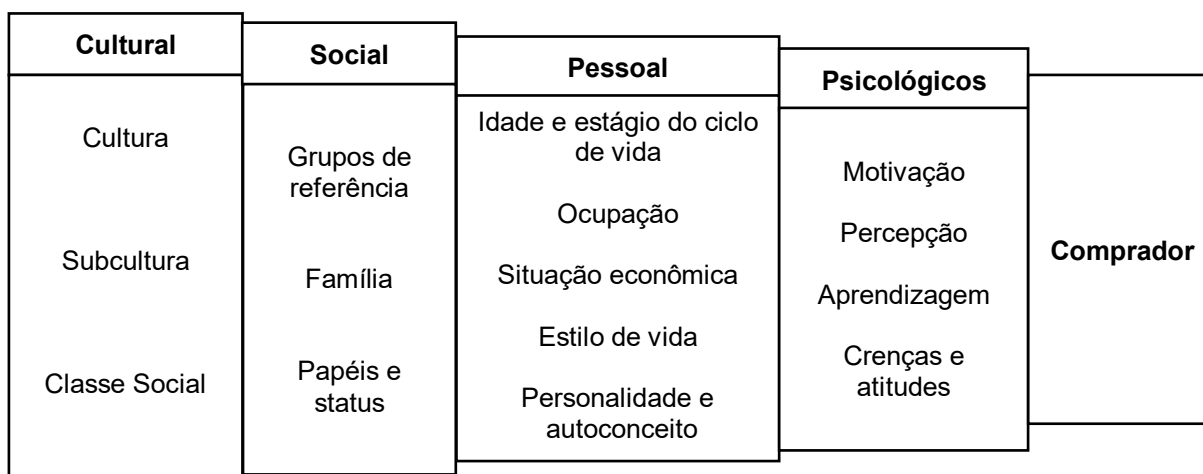 Cultural
Cultura
Subcultura
Classe Social
Social
Grupos de
referência
Família
Papéis e
status
Pessoal
Idade e estágio do ciclo
de vida
Ocupação
Situação econômica
Estilo de vida
Personalidade e
autoconceito
Psicológicos
Motivação
Percepção
Aprendizagem
Crenças e
atitudes
Comprador